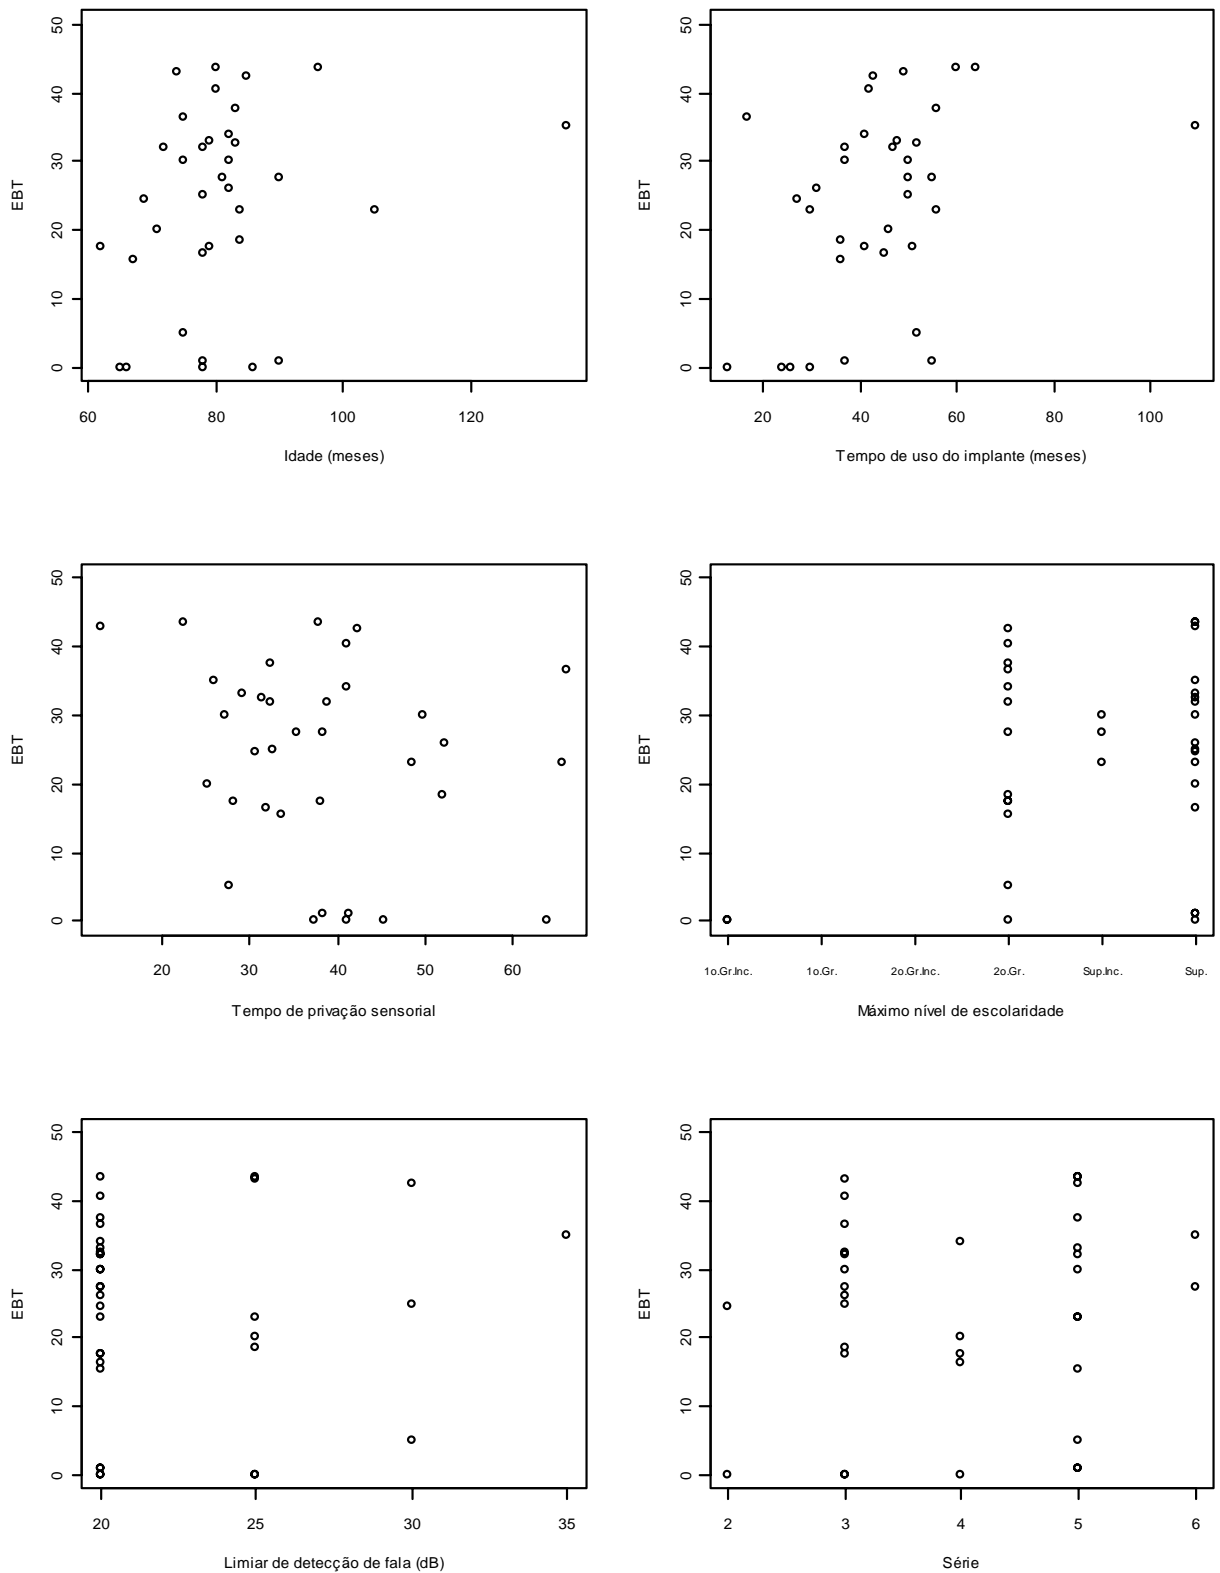 EBT
0 10 20 30 40 50
60 80 100 120
Idade (meses)
EBT
0 10 20 30 40 50
20 40 60 80 100
Tempo de uso do implante (meses)
EBT
0 10 20 30 40 50
20 30 40 50 60
Tempo de privação sensorial
EBT
0 10 20 30 40 50
1o.Gr.Inc. 1o.Gr. 2o.Gr.Inc. 2o.Gr. Sup.Inc. Sup.
Máximo nível de escolaridade
EBT
0 10 20 30 40 50
20 25 30 35
Limiar de detecção de fala (dB)
EBT
0 10 20 30 40 50
2 3 4 5 6
Série